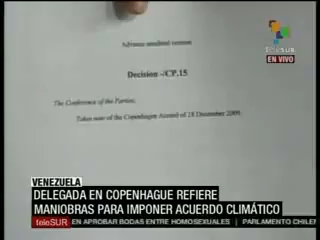 teleSUR
EN VIVO
Advance unedited version
Decision -/CP.15
The Conference of the Parties,
Takes note of the Copenhagen Accord of 18 December 2009,
VENEZUELA
DELEGADA EN COPENHAGUE REFIERE
MANIOBRAS PARA IMPONER ACUERDO CLIMÁTICO
teleSUR EN APROBAR BODAS ENTRE HOMOSEXUALES PARLAMENTO